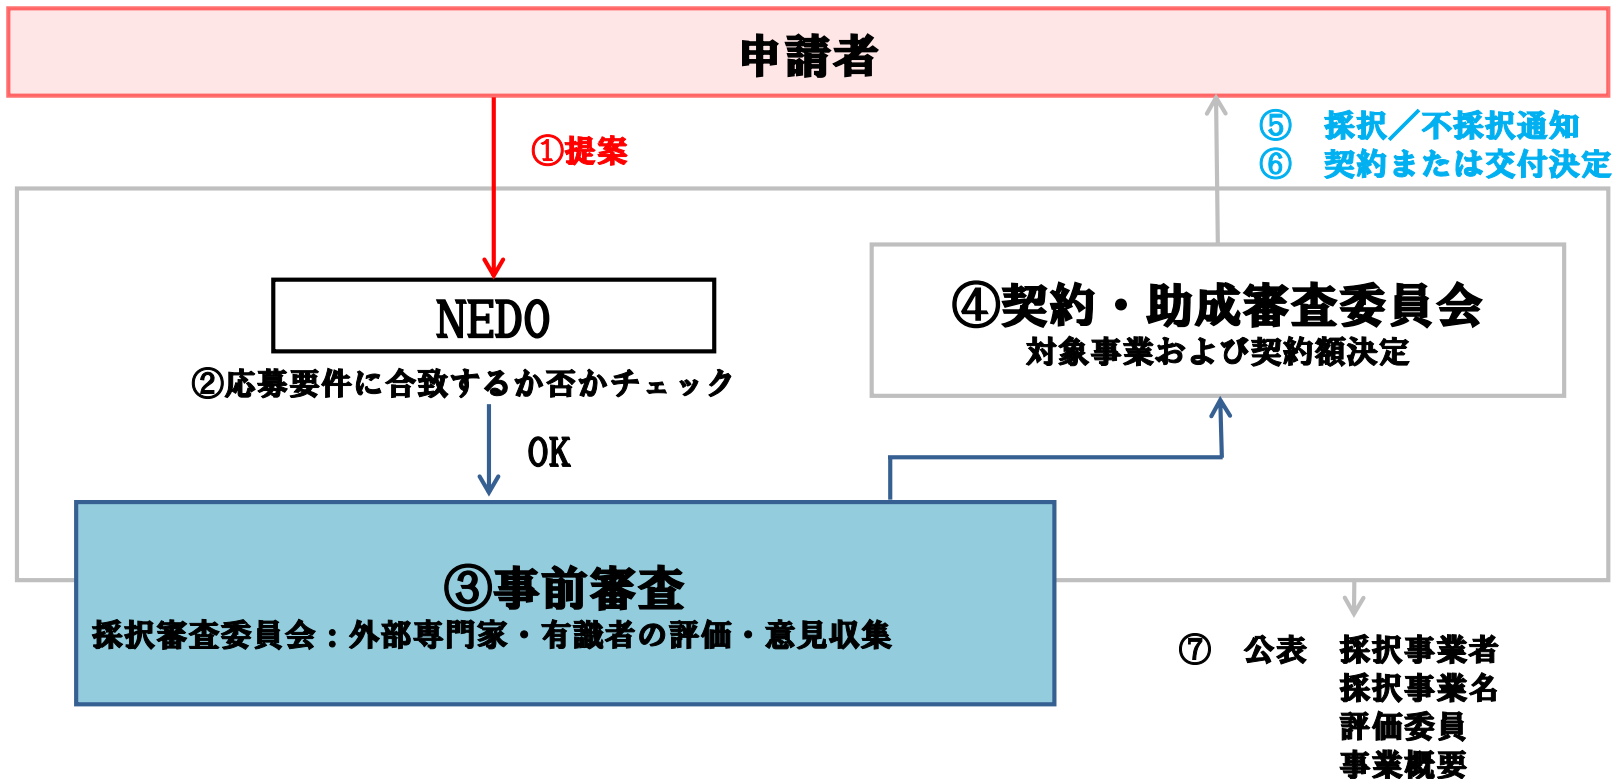 申請者
①提案
⑤　採択／不採択通知
⑥　契約または交付決定
NEDO
②応募要件に合致するか否かチェック
OK
④契約・助成審査委員会
対象事業および契約額決定
③事前審査
採択審査委員会：外部専門家・有識者の評価・意見収集
⑦　公表　採択事業者
採択事業名
評価委員
事業概要